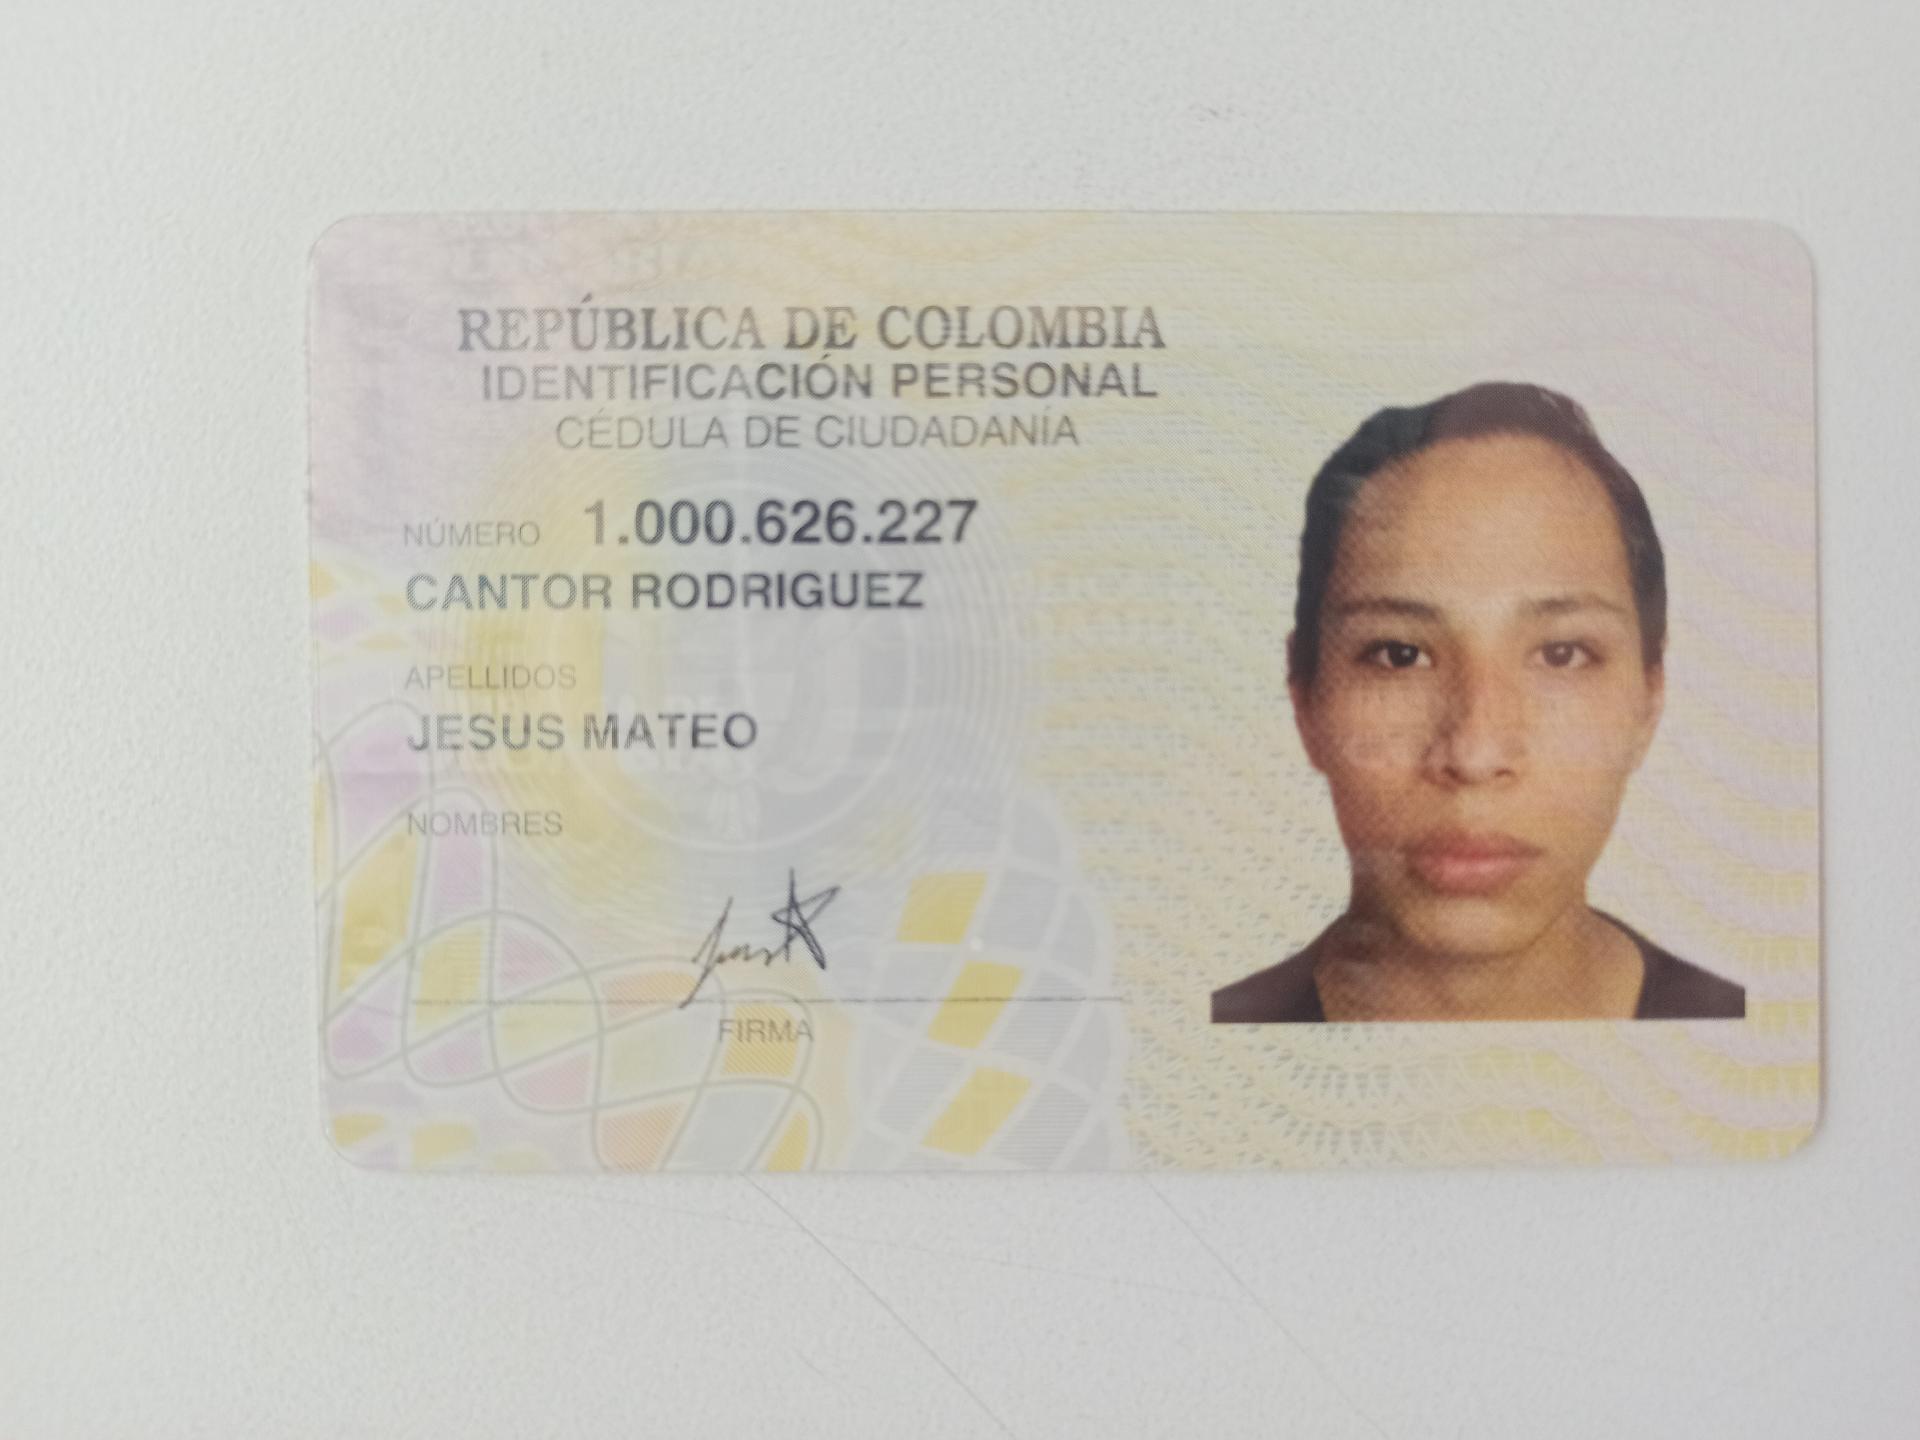 REPÚBLICA DE COLOMBIA
IDENTIFICACIÓN PERSONAL
CÉDULA DE CIUDADANÍA
NÚMERO 1.000.626.227
CANTOR RODRIGUEZ
APELLIDOS
JESUS MATEO
NOMBRES
FIRMA